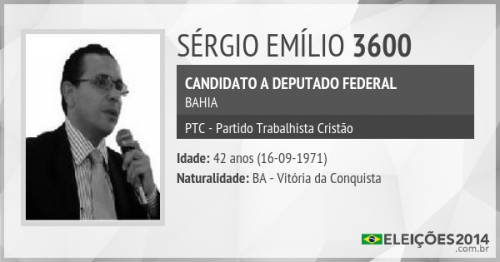 SÉRGIO EMÍLIO 3600
CANDIDATO A DEPUTADO FEDERAL
BAHIA
PTC - Partido Trabalhista Cristão
Idade: 42 anos (16-09-1971)
Naturalidade: BA - Vitória da Conquista
ELEIÇÕES2014
.com.br